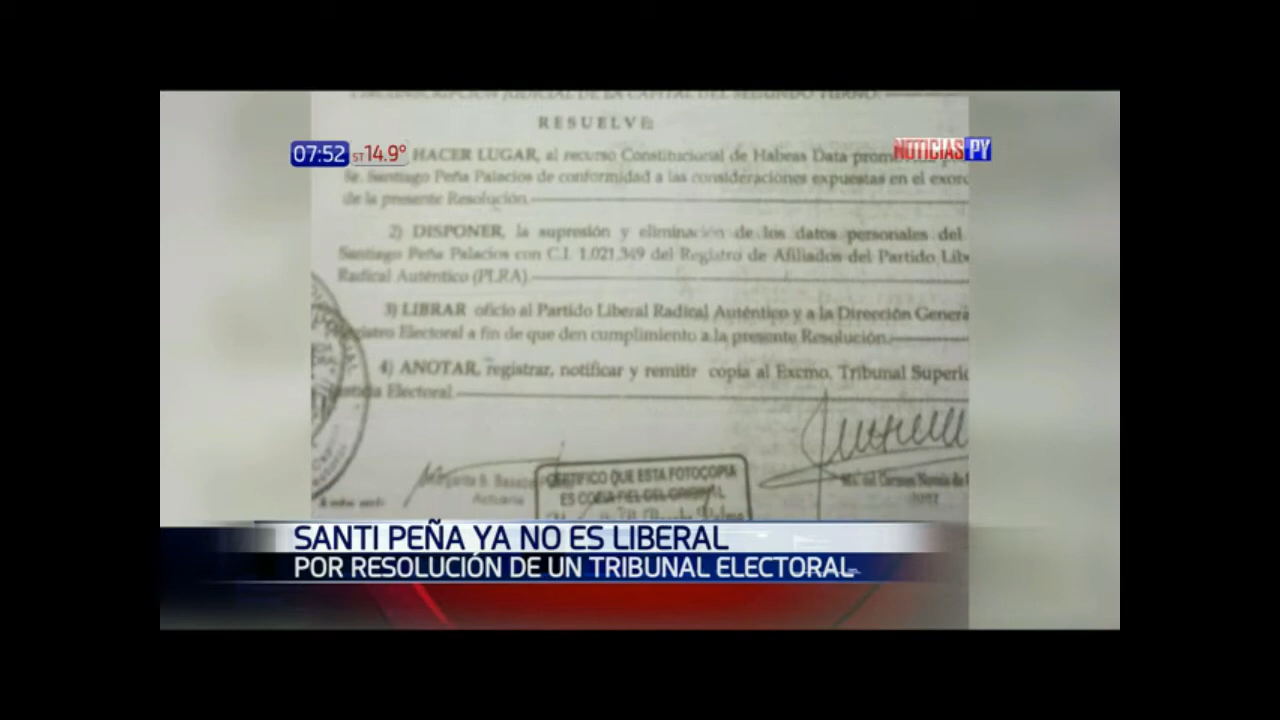 RESUELVE:
07:52 ST 14.9° NOTICIAS PY
HACER LUGAR, al recurso Constitucional de Habeas Data
Sr. Santiago Peña Palacios de conformidad a las consideraciones expuestas en el
de la presente Resolución.
2) DISPONER, la supresión y eliminación de los datos personales del
Santiago Peña Palacios con C.I. 1.021.349 del Registro de Afiliados del Partido
Radical Auténtico (PLRA).
3) LIBRAR oficio al Partido Liberal Radical Auténtico y a la Dirección
Electoral a fin de que den cumplimiento a la presente Resolución.
4) ANOTAR, registrar, notificar y remitir copia al Excmo. Tribunal
Electoral.
CERTIFICO QUE ESTA FOTOCOPIA
ES COPIA FIEL DEL ORIGINAL
Actuaria
SANTI PEÑA YA NO ES LIBERAL
POR RESOLUCIÓN DE UN TRIBUNAL ELECTORAL